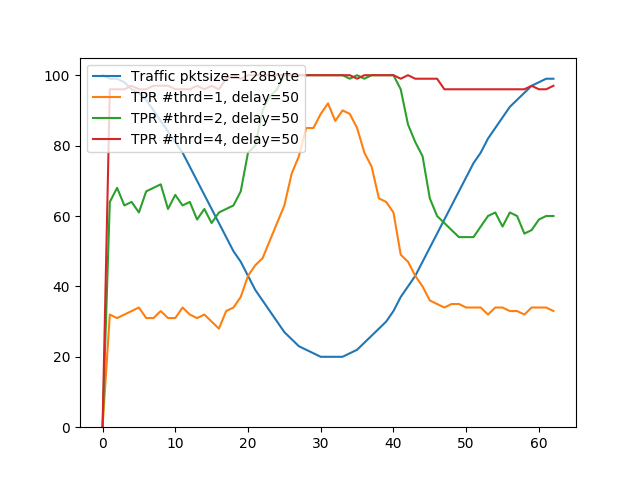 Traffic pktsize=128Byte
TPR #thrd=1, delay=50
TPR #thrd=2, delay=50
TPR #thrd=4, delay=50
100
80
60
40
20
0
0 10 20 30 40 50 60